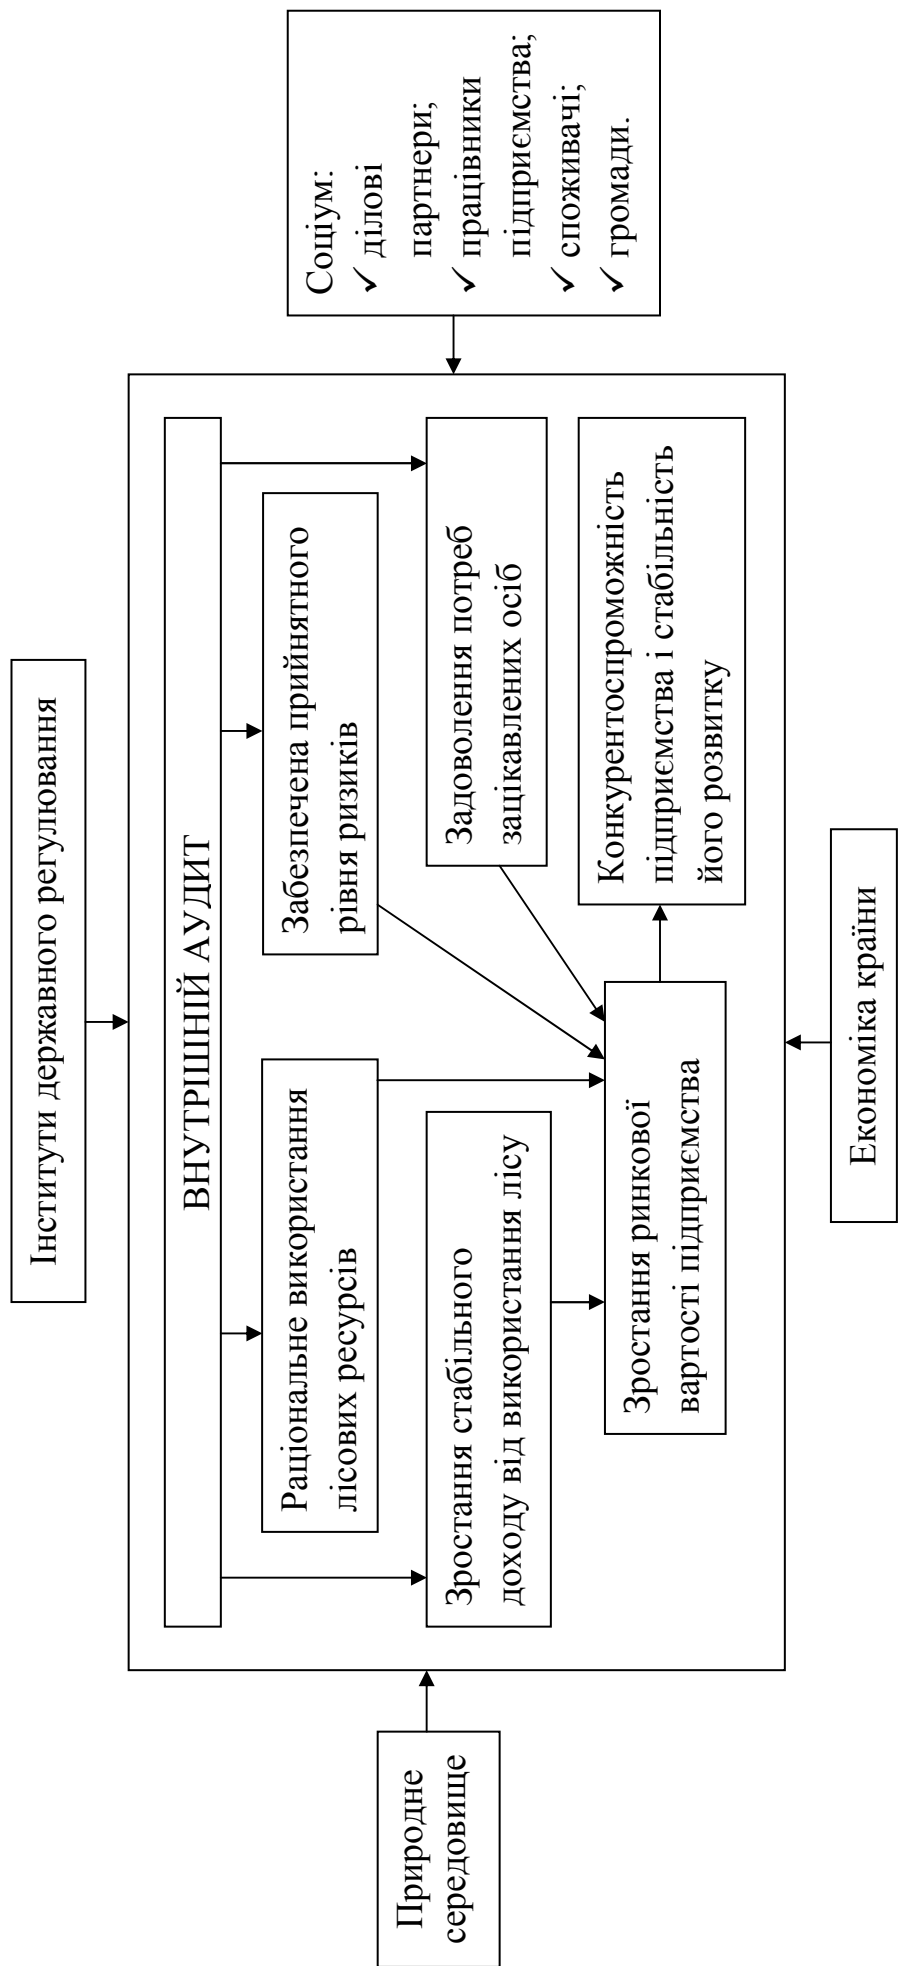 Інститути державного регулювання
ВНУТРІШНІЙ АУДИТ
Раціональне використання
лісових ресурсів
Забезпечена прийнятного
рівня ризиків
Зростання стабільного
доходу від використання лісу
Задоволення потреб
зацікавлених осіб
Зростання ринкової
вартості підприємства
Конкурентоспроможність
підприємства і стабільність
його розвитку
Природне
середовище
Соціум:
✓ ділові
партнери;
✓ працівники
підприємства;
✓ споживачі;
✓ громади.
Економіка країни